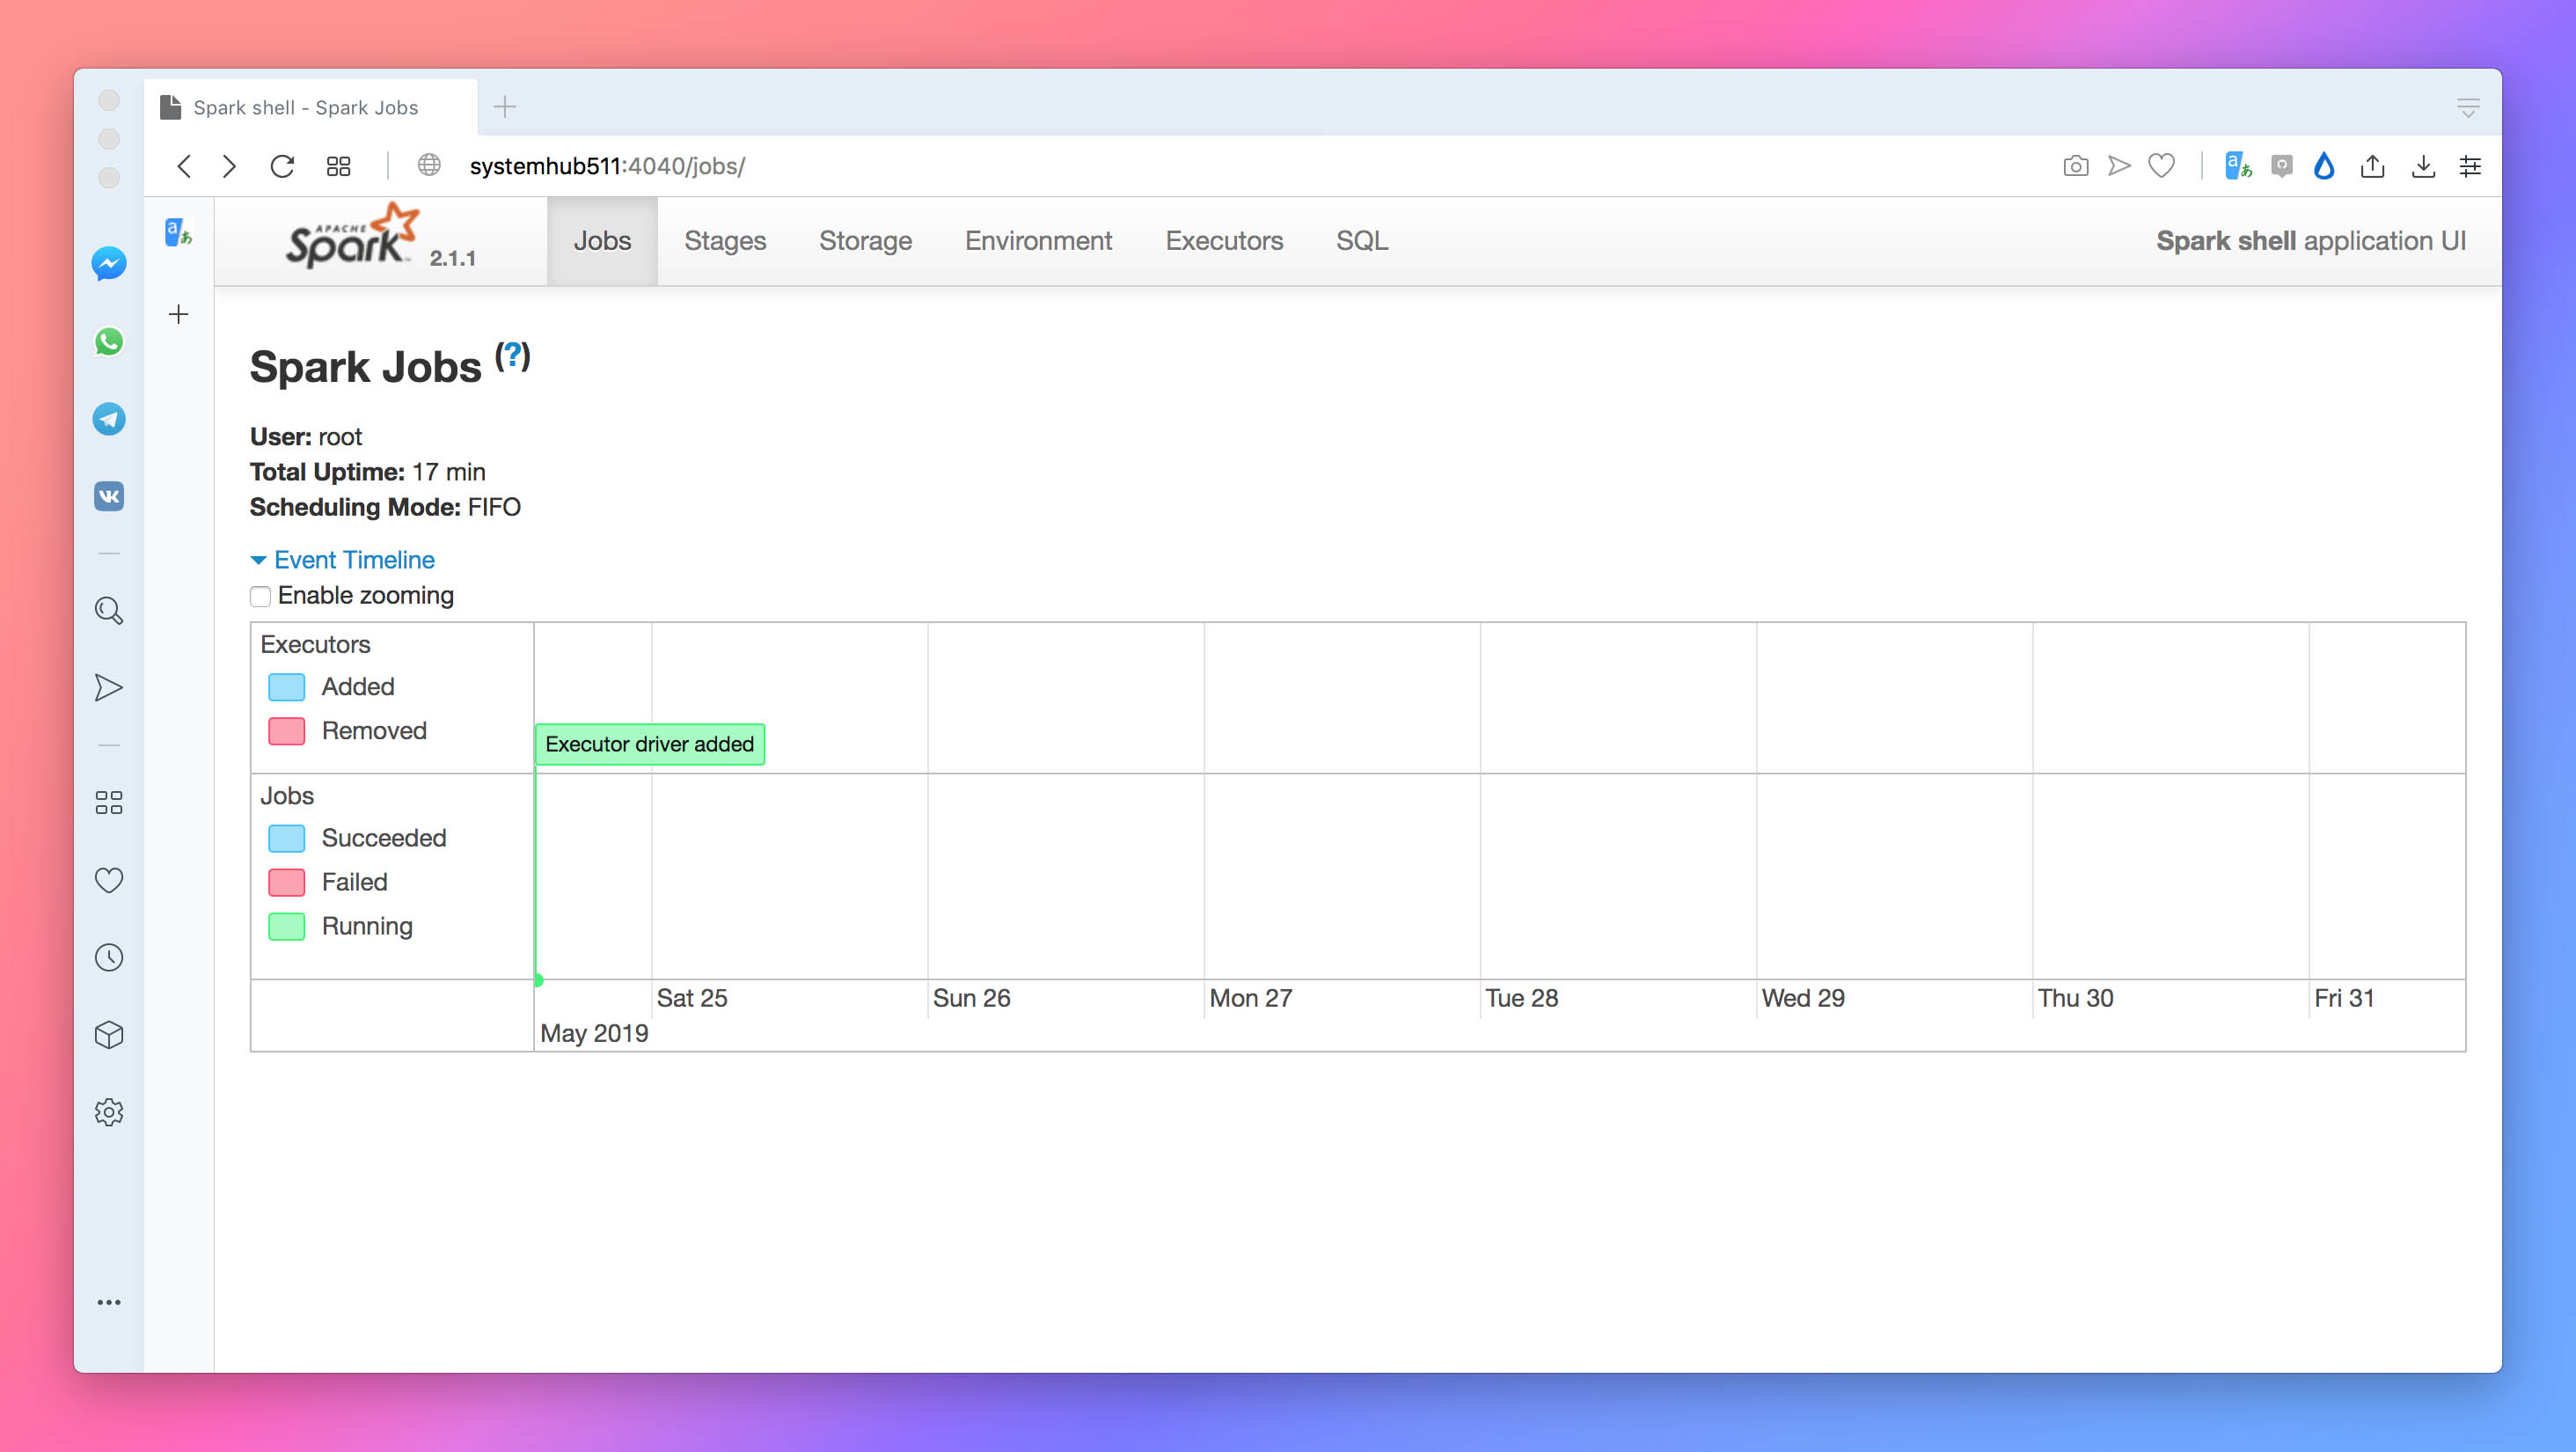 Spark shell - Spark Jobs
systemhub511:4040/jobs/
APACHE Spark 2.1.1
Jobs
Stages
Storage
Environment
Executors
SQL
Spark shell application UI
Spark Jobs (?)
User: root
Total Uptime: 17 min
Scheduling Mode: FIFO
Event Timeline
Enable zooming
Executors
Added
Removed
Executor driver added
Jobs
Succeeded
Failed
Running
Sat 25
Sun 26
Mon 27
Tue 28
Wed 29
Thu 30
Fri 31
May 2019